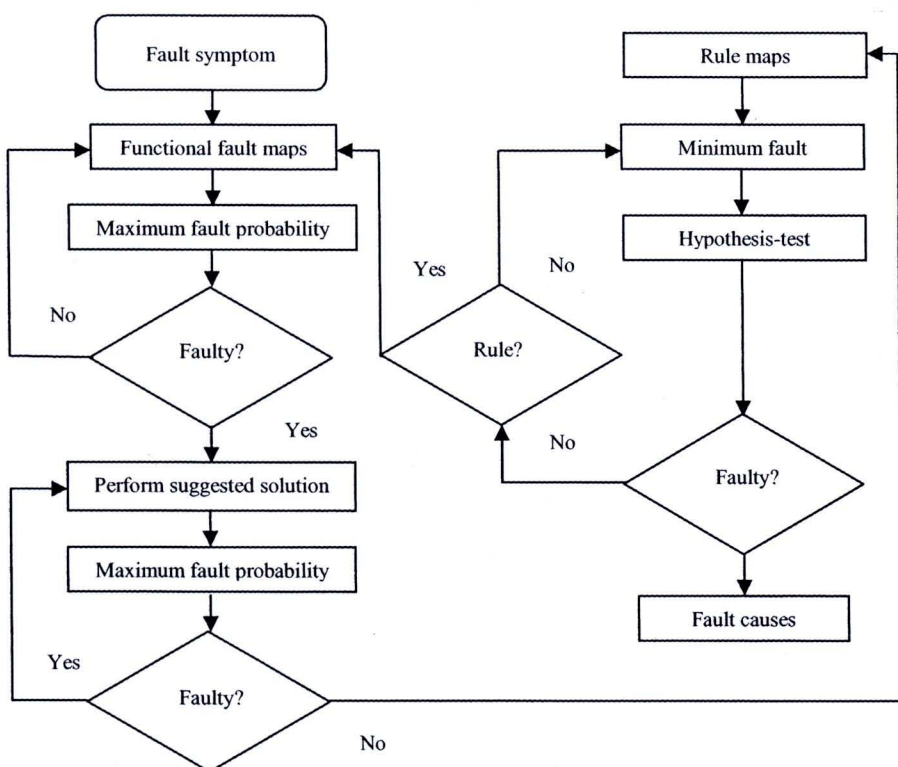 Fault symptom
Functional fault maps
Maximum fault probability
No
Faulty?
Yes
Perform suggested solution
Maximum fault probability
Yes
Faulty?
No
Rule maps
Minimum fault
Hypothesis-test
Yes
No
Rule?
No
Faulty?
Fault causes